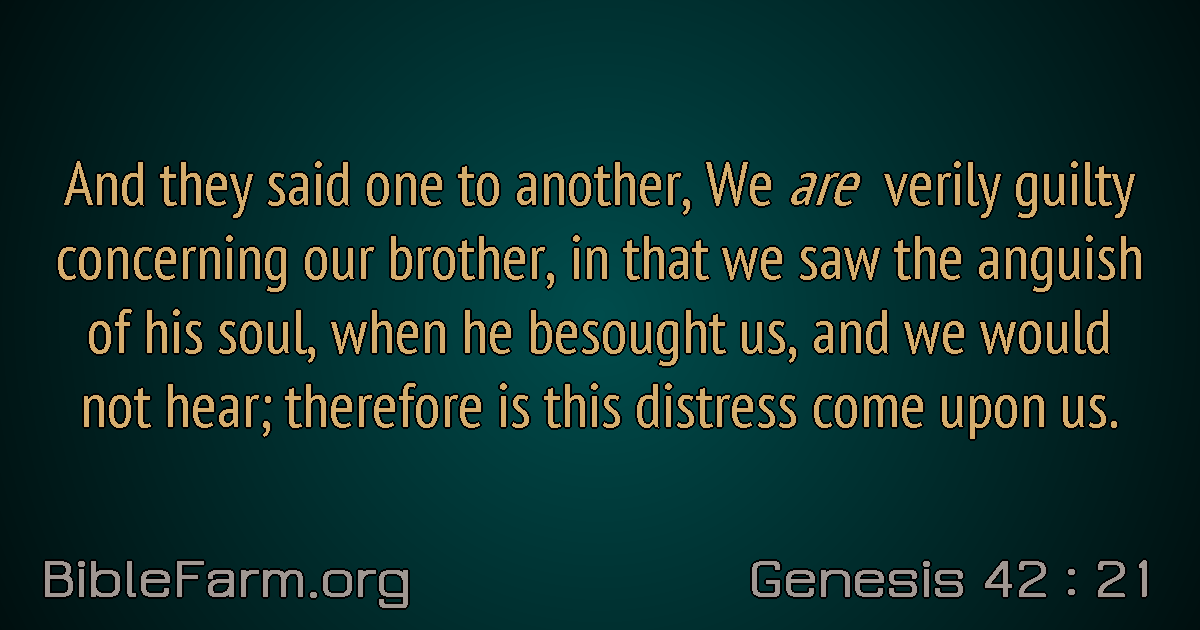 And they said one to another, We are verily guilty
concerning our brother, in that we saw the anguish
of his soul, when he besought us, and we would
not hear; therefore is this distress come upon us.
BibleFarm.org
Genesis 42 : 21